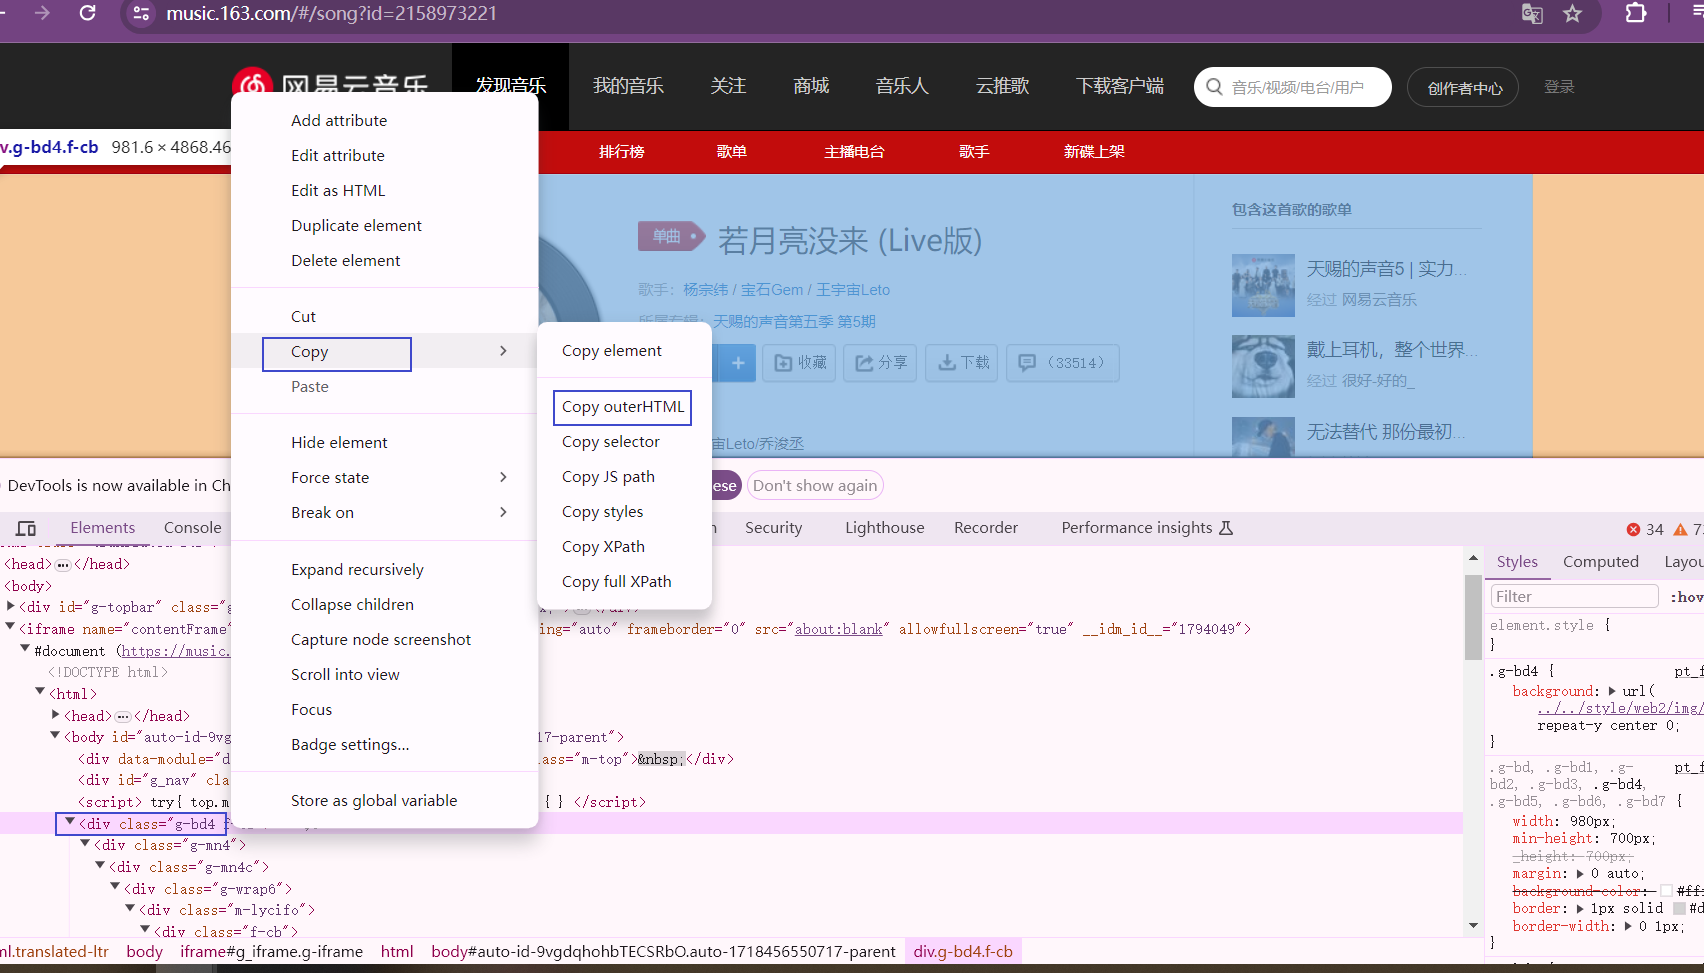 music.163.com/#/song?id=2158973221
网易云音乐
发现音乐
我的音乐
关注
商城
音乐人
云推歌
下载客户端
音乐/视频/电台/用户
创作者中心
登录
v.g-bd4.f-cb 981.6 × 4868.46
排行榜
歌单
主播电台
歌手
新碟上架
单曲
若月亮没来 (Live版)
歌手：杨宗纬 / 宝石Gem / 王宇宙Leto
所属专辑：天赐的声音第五季 第5期
收藏
分享
下载
（33514）
宙Leto/乔浚丞
包含这首歌的歌单
天赐的声音5 | 实力...
经过 网易云音乐
戴上耳机，整个世界...
经过 很好-好的_
无法替代 那份最初...
Add attribute
Edit attribute
Edit as HTML
Duplicate element
Delete element
Cut
Copy
Paste
Hide element
Force state
Break on
Expand recursively
Collapse children
Capture node screenshot
Scroll into view
Focus
Badge settings...
Store as global variable
Copy element
Copy outerHTML
Copy selector
Copy JS path
Copy styles
Copy XPath
Copy full XPath
DevTools is now available in Ch
ese
Don't show again
Elements
Console
Security
Lighthouse
Recorder
Performance insights
34
<head>
</head>
<body>
<div id="g-topbar" class="g
</div>
<iframe name="contentFrame"
ing="auto" frameborder="0" src="about:blank" allowfullscreen="true" __idm_id__="1794049">
#document (https://music.
<!DOCTYPE html>
<html>
<head>
</head>
<body id="auto-id-9vg
17-parent">
<div data-module="d
ass="m-top">&nbsp;</div>
<div id="g_nav" cla
<script> try{ top.m
{ } </script>
<div class="g-bd4 f
<div class="g-mn4">
<div class="g-mn4c">
<div class="g-wrap6">
<div class="m-lycifo">
<div class="f-cb">
ml.translated-ltr
body
iframe#g_iframe.g-iframe
html
body#auto-id-9vgdqhohbTECSRbO.auto-1718456550717-parent
div.g-bd4.f-cb
Styles
Computed
Layou
Filter
:hov
element.style {
}
.g-bd4 {
pt_f
background: url(
../../style/web2/img/
repeat-y center 0;
}
.g-bd, .g-bd1, .g-
pt_f
bd2, .g-bd3, .g-bd4,
.g-bd5, .g-bd6, .g-bd7 {
width: 980px;
min-height: 700px;
_height: 700px;
margin: 0 auto;
background-color: #fff
border: 1px solid #d
border-width: 0 1px;
}